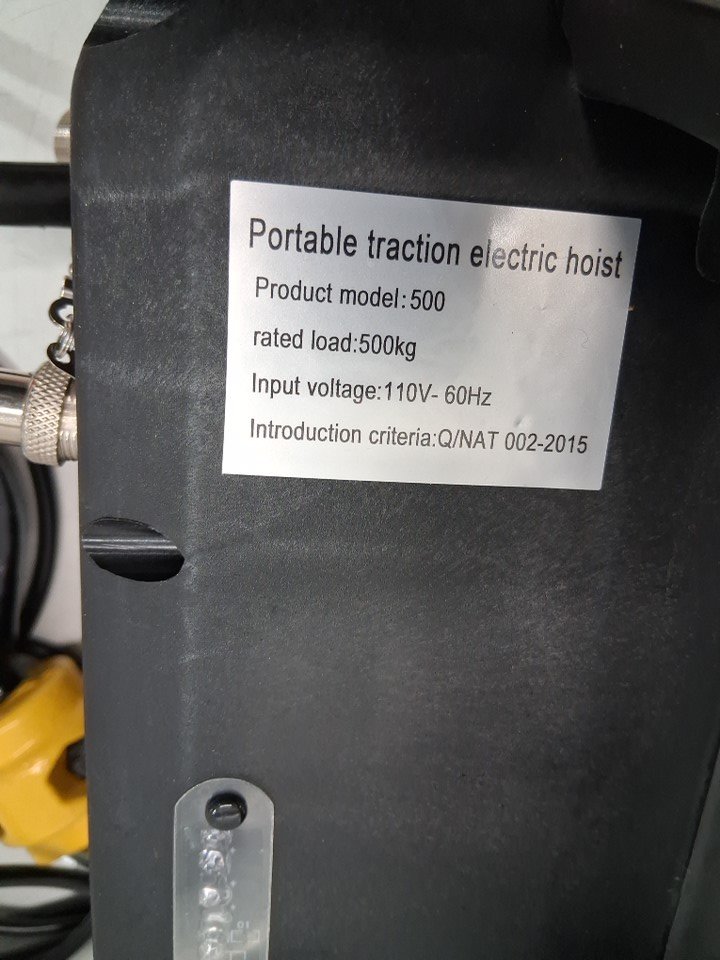 Portable traction electric hoist
Product model:500
rated load:500kg
Input voltage:110V- 60Hz
Introduction criteria:Q/NAT 002-2015